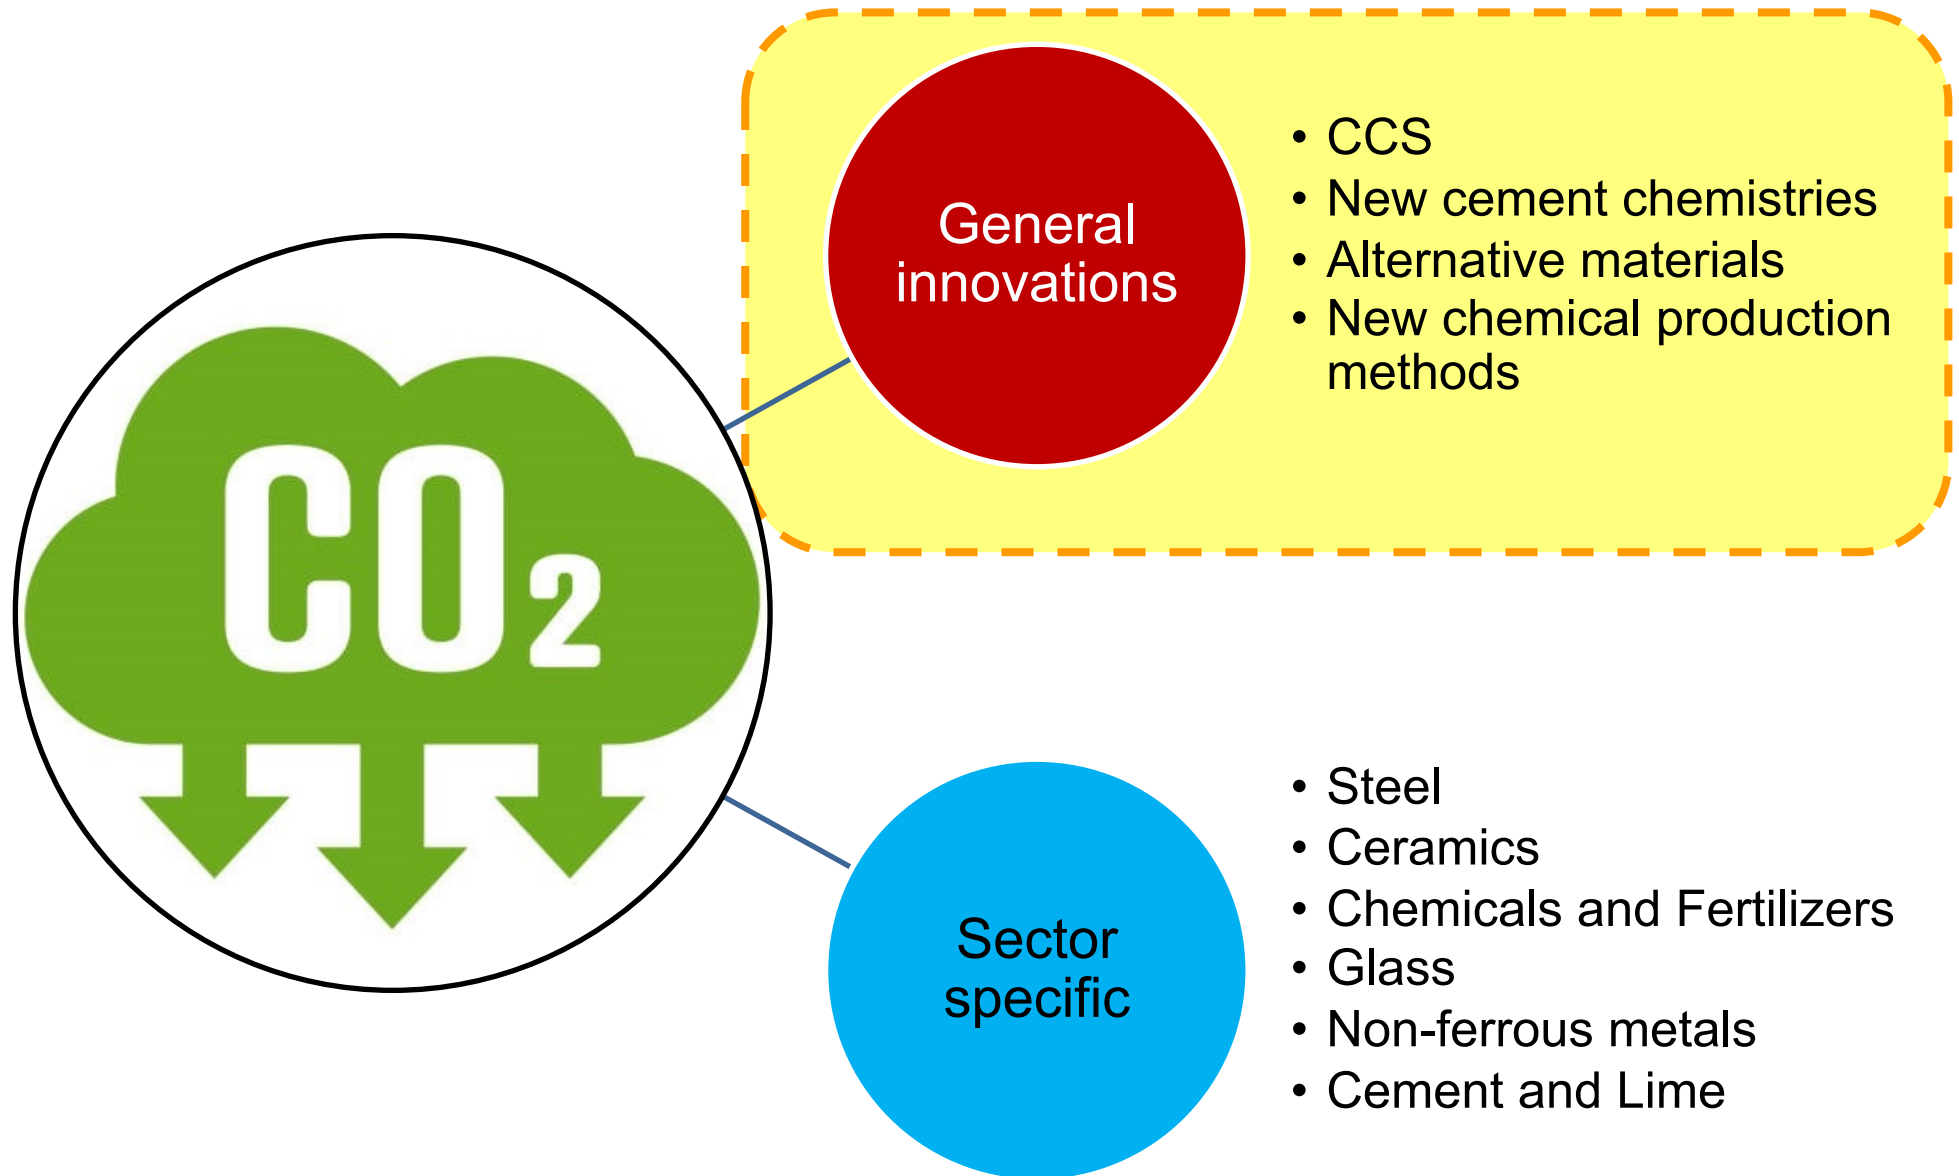 CO2
General
innovations
• CCS
• New cement chemistries
• Alternative materials
• New chemical production
methods
Sector
specific
• Steel
• Ceramics
• Chemicals and Fertilizers
• Glass
• Non-ferrous metals
• Cement and Lime